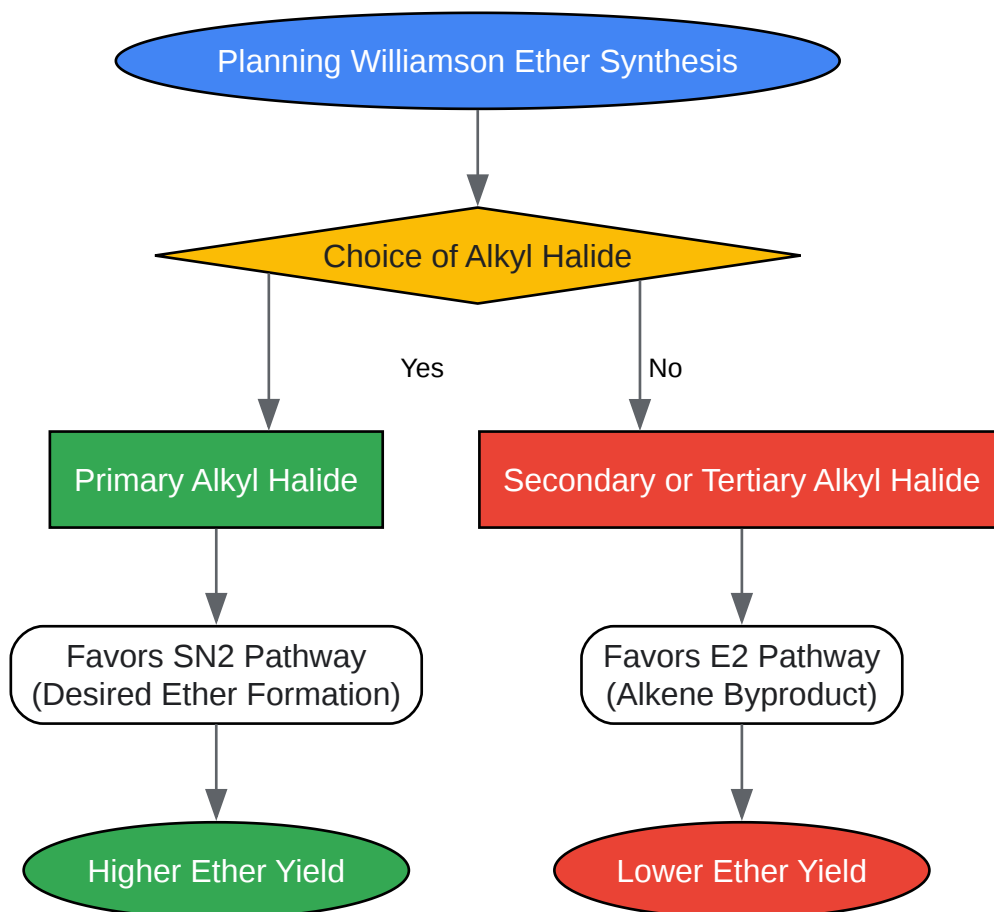 Planning Williamson Ether Synthesis
Choice of Alkyl Halide
Yes
No
Primary Alkyl Halide
Secondary or Tertiary Alkyl Halide
Favors SN2 Pathway
(Desired Ether Formation)
Favors E2 Pathway
(Alkene Byproduct)
Higher Ether Yield
Lower Ether Yield